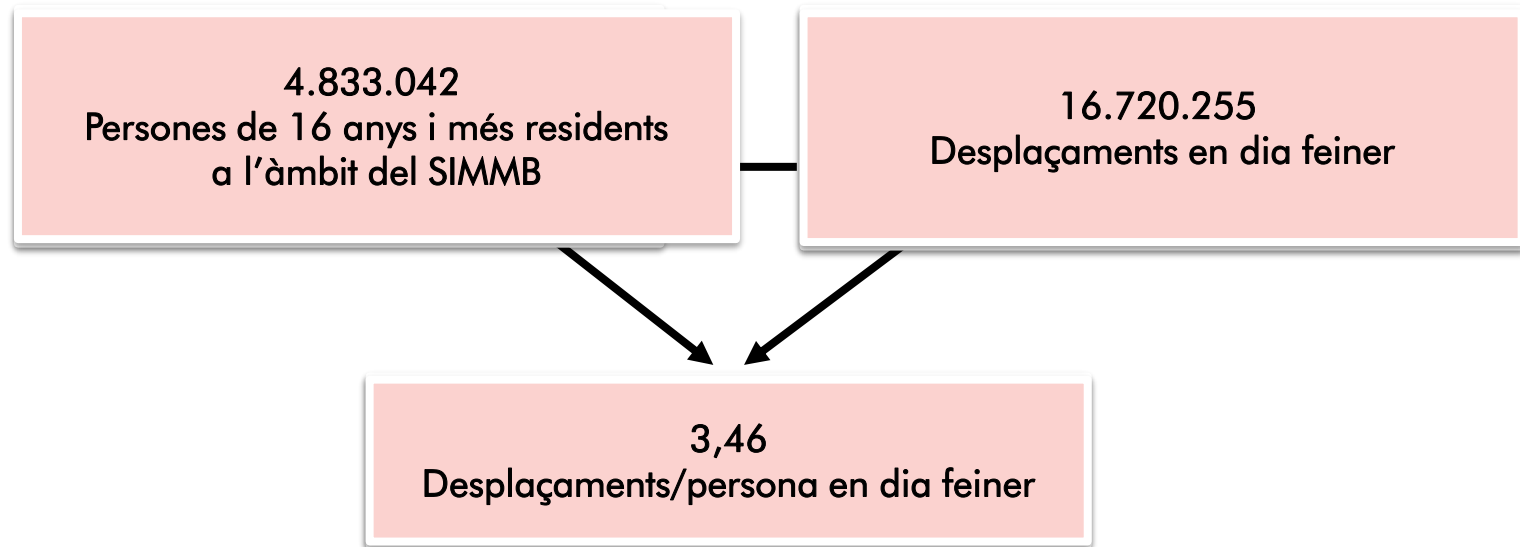 4.833.042
Persones de 16 anys i més residents
a l’àmbit del SIMMB
16.720.255
Desplaçaments en dia feiner
3,46
Desplaçaments/persona en dia feiner